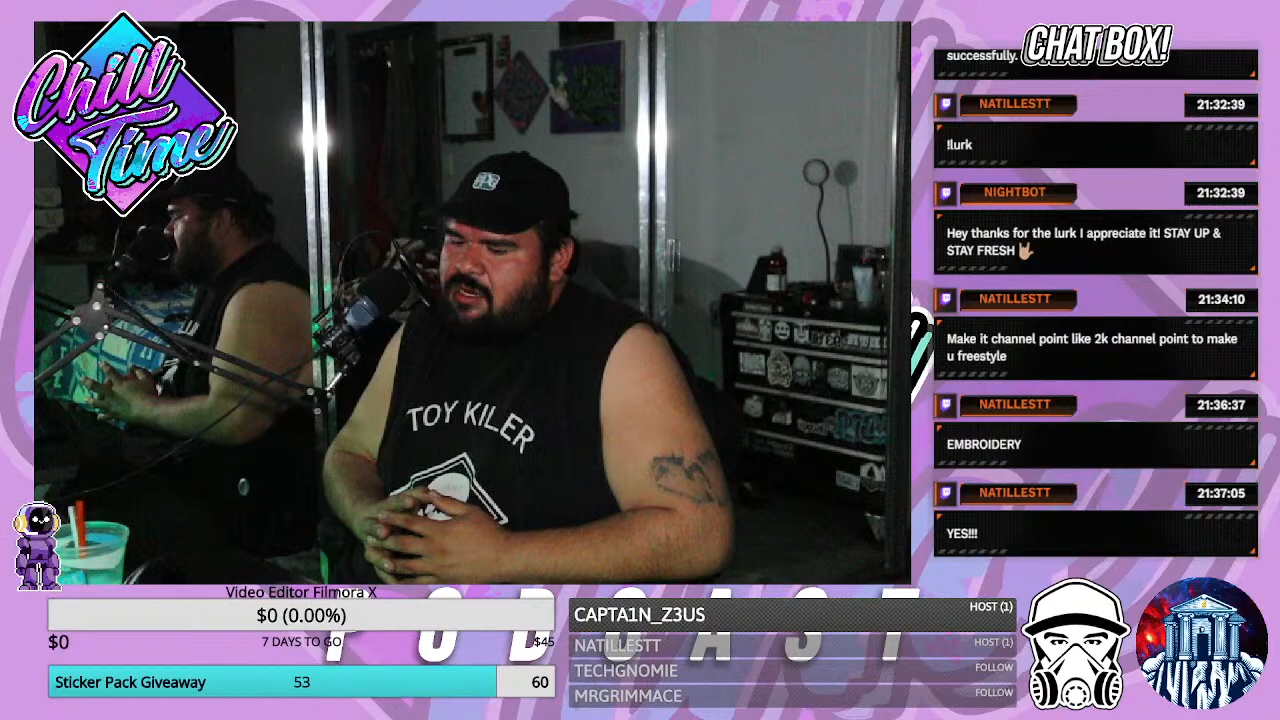 Chill
Time
CHAT BOX!
successfully.
NATILLESTT
21:32:39
!lurk
NIGHTBOT
21:32:39
Hey thanks for the lurk I appreciate it! STAY UP &
STAY FRESH 🤟🏼
NATILLESTT
21:34:10
Make it channel point like 2k channel point to make
u freestyle
NATILLESTT
21:36:37
EMBROIDERY
NATILLESTT
21:37:05
YES!!!
TOY KILER
Video Editor Filmora X
$0 (0.00%)
$0
7 DAYS TO GO
$45
Sticker Pack Giveaway
53
60
PODCAST
CAPTA1N_Z3US
HOST (1)
NATILLESTT
HOST (1)
TECHGNOMIE
FOLLOW
MRGRIMMACE
FOLLOW